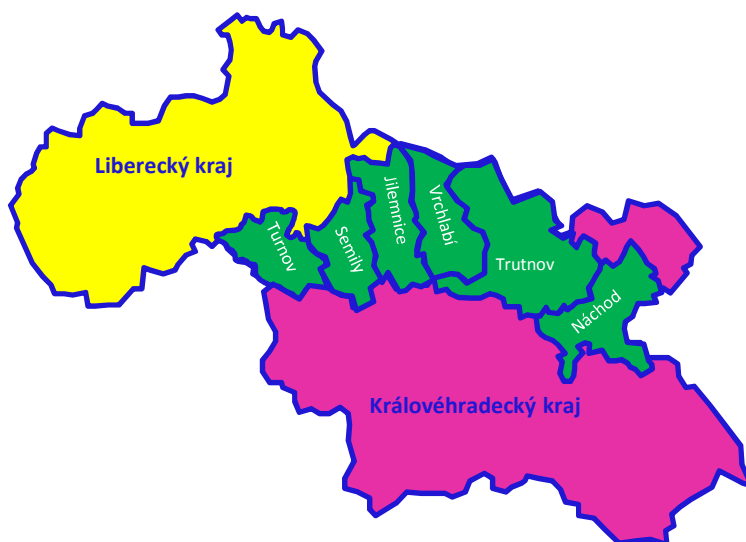 Liberecký kraj
Turnov
Semily
Jilemnice
Vrchlabí
Trutnov
Náchod
Královéhradecký kraj